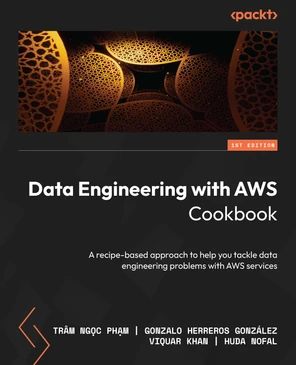 <packt>
1ST EDITION
Data Engineering with AWS
Cookbook
A recipe-based approach to help you tackle data
engineering problems with AWS services
TRÂM NGỌC PHẠM | GONZALO HERREROS GONZÁLEZ
VIQUAR KHAN | HUDA NOFAL